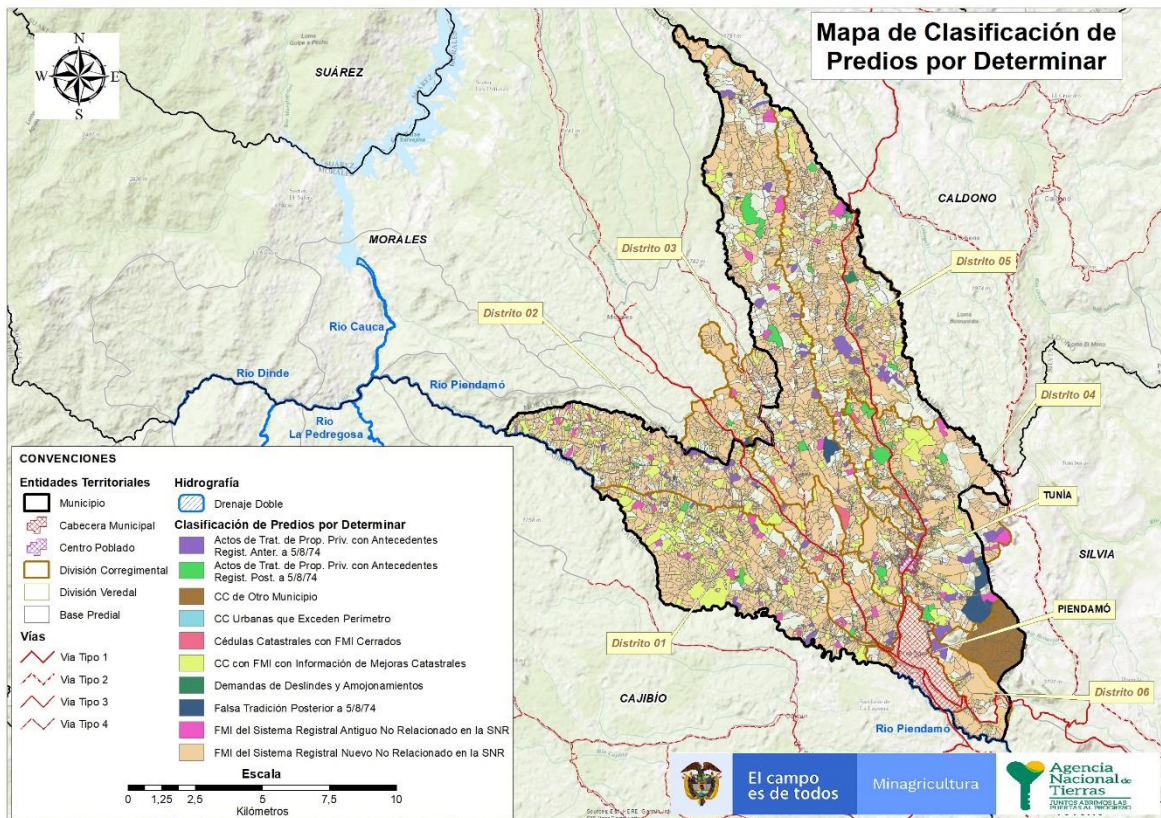 Mapa de Clasificación de
Predios por Determinar
N
W
E
S
SUÁREZ
SUÁREZ
MORALES
MORALES
CALDONO
Distrito 03
Distrito 05
Distrito 02
Río Cauca
Río Dinde
Río Piendamó
Río
La Pedregosa
Distrito 04
TUNÍA
SILVIA
PIENDAMÓ
Distrito 01
CAJIBÍO
Distrito 06
Río Piendamó
CONVENCIONES
Entidades Territoriales
Municipio
Cabecera Municipal
Centro Poblado
División Corregimental
División Veredal
Base Predial
Vías
Via Tipo 1
Via Tipo 2
Via Tipo 3
Via Tipo 4
Hidrografía
Drenaje Doble
Clasificación de Predios por Determinar
Actos de Trat. de Prop. Priv. con Antecedentes
Regist. Anter. a 5/8/74
Actos de Trat. de Prop. Priv. con Antecedentes
Regist. Post. a 5/8/74
CC de Otro Municipio
CC Urbanas que Exceden Perímetro
Cédulas Catastrales con FMI Cerrados
CC con FMI con Información de Mejoras Catastrales
Demandas de Deslindes y Amojonamientos
Falsa Tradición Posterior a 5/8/74
FMI del Sistema Registral Antiguo No Relacionado en la SNR
FMI del Sistema Registral Nuevo No Relacionado en la SNR
Escala
0 1,25 2,5 5 7,5 10
Kilómetros
El campo
es de todos
Minagricultura
Agencia
Nacional de
Tierras
JUNTOS ABRIMOS LAS
PUERTAS AL PROGRESO